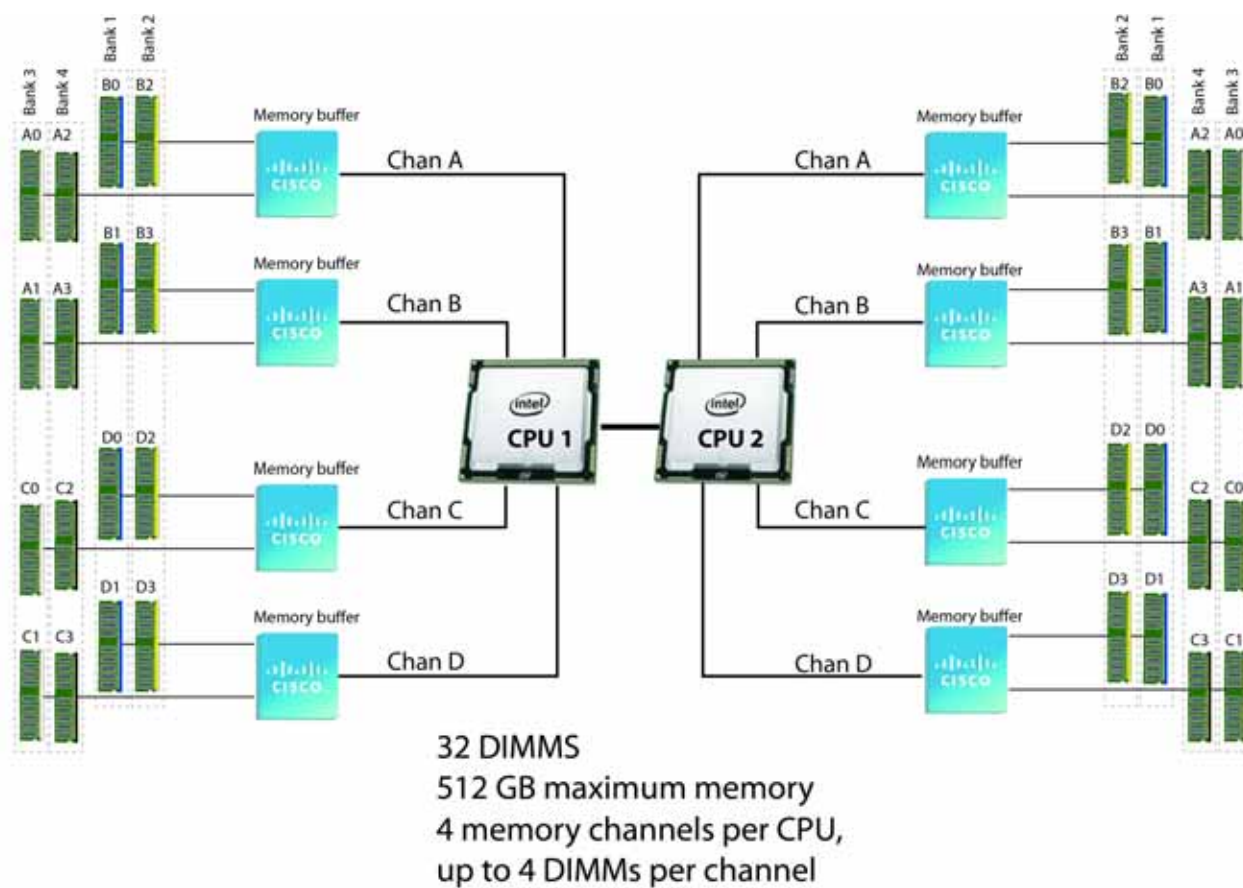 Bank 1
Bank 2
Bank 3
Bank 4
B0
B2
A0
A2
Memory buffer
CISCO
Chan A
B1
B3
A1
A3
Memory buffer
CISCO
Chan B
D0
D2
C0
C2
Memory buffer
CISCO
Chan C
D1
D3
C1
C3
Memory buffer
CISCO
Chan D
intel
CPU 1
intel
CPU 2
Bank 2
Bank 1
Bank 4
Bank 3
Chan A
Memory buffer
CISCO
B2
B0
A2
A0
Chan B
Memory buffer
CISCO
B3
B1
A3
A1
Chan C
Memory buffer
CISCO
D2
D0
C2
C0
Chan D
Memory buffer
CISCO
D3
D1
C3
C1
32 DIMMS
512 GB maximum memory
4 memory channels per CPU,
up to 4 DIMMs per channel